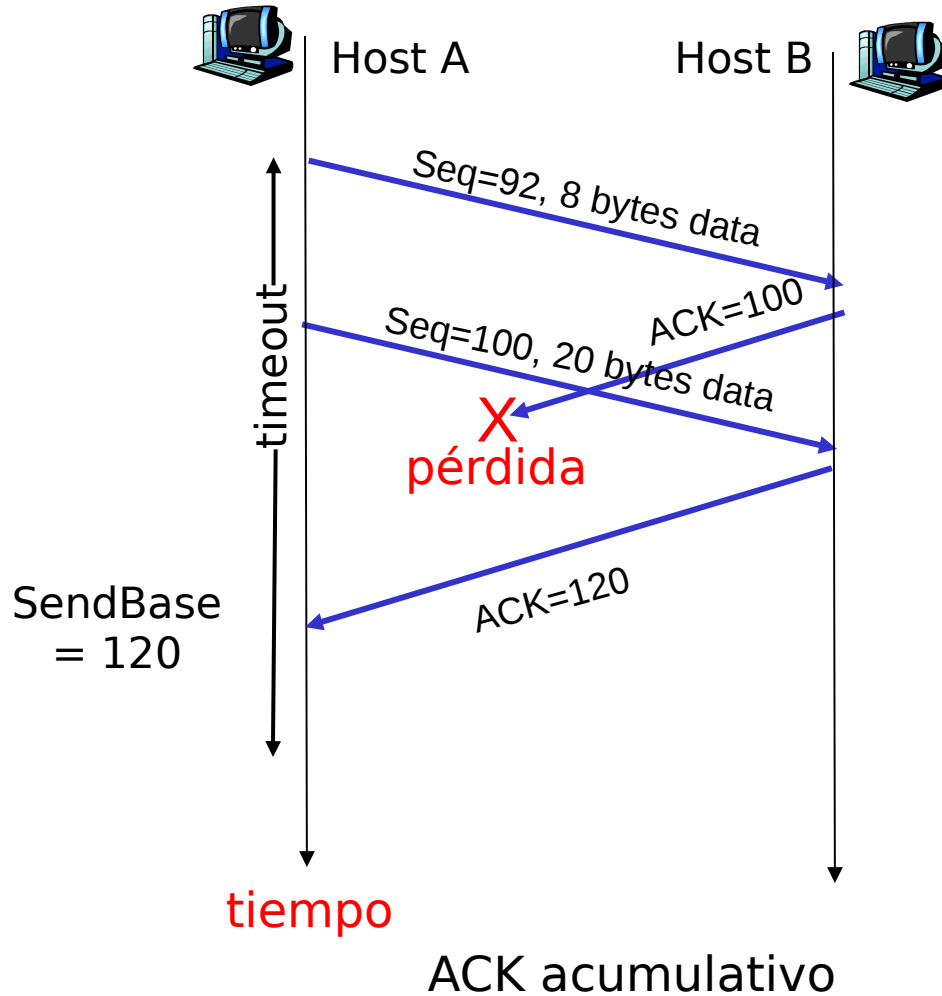 Host A
Host B
Seq=92, 8 bytes data
timeout
ACK=100
Seq=100, 20 bytes data
X
pérdida
ACK=120
SendBase
= 120
tiempo
ACK acumulativo